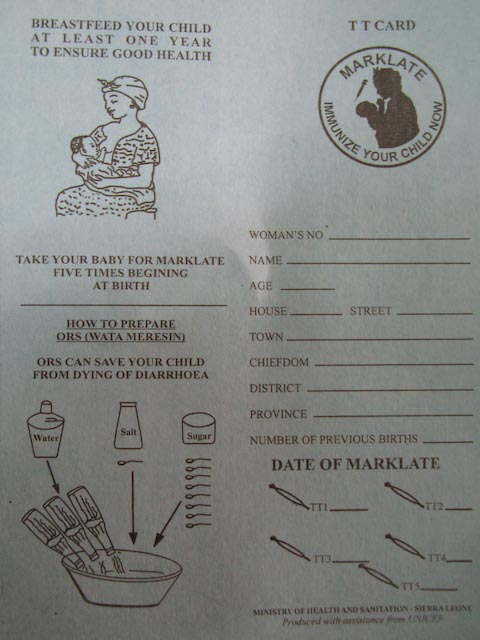 BREASTFEED YOUR CHILD
AT LEAST ONE YEAR
TO ENSURE GOOD HEALTH
TAKE YOUR BABY FOR MARKLATE
FIVE TIMES BEGINING
AT BIRTH
HOW TO PREPARE
ORS (WATA MERESIN)
ORS CAN SAVE YOUR CHILD
FROM DYING OF DIARRHOEA
Water
Salt
Sugar
T T CARD
MARKLATE
IMMUNIZE YOUR CHILD NOW
WOMAN'S NO
NAME
AGE
HOUSE STREET
TOWN
CHIEFDOM
DISTRICT
PROVINCE
NUMBER OF PREVIOUS BIRTHS
DATE OF MARKLATE
TT1 TT2
TT3 TT4
TT5
MINISTRY OF HEALTH AND SANITATION - SIERRA LEONE
Produced with assistance from UNICEF